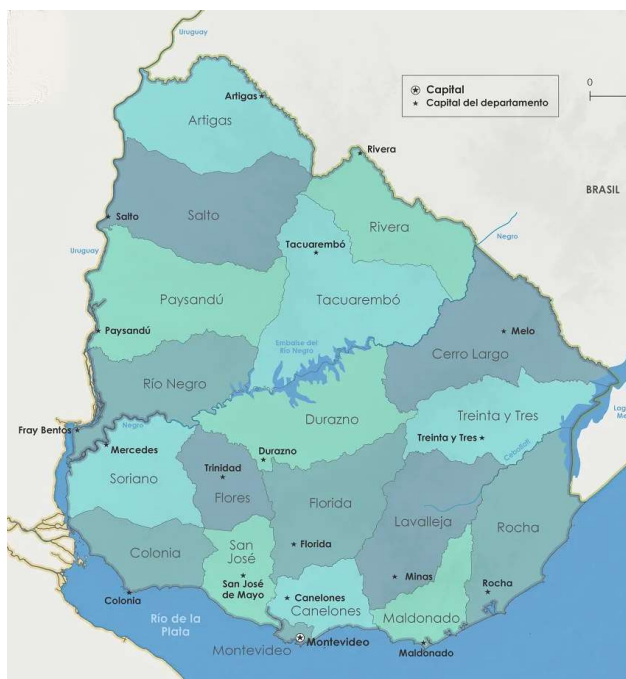 Uruguay
Artigas
Artigas
Capital
Capital del departamento
0
Rivera
BRASIL
Salto
Salto
Rivera
Negro
Uruguay
Tacuarembó
Paysandú
Tacuarembó
Paysandú
Melo
Embalse del
Río Negro
Cerro Largo
Río Negro
Lag
Me
Durazno
Treinta y Tres
Negro
Fray Bentos
Treinta y Tres
Mercedes
Durazno
Cebollatí
Trinidad
Soriano
Flores
Florida
Lavalleja
Rocha
Florida
San
José
Colonia
San José
de Mayo
Minas
Rocha
Colonia
Canelones
Canelones
Maldonado
Río de la
Plata
Montevideo
Montevideo
Maldonado